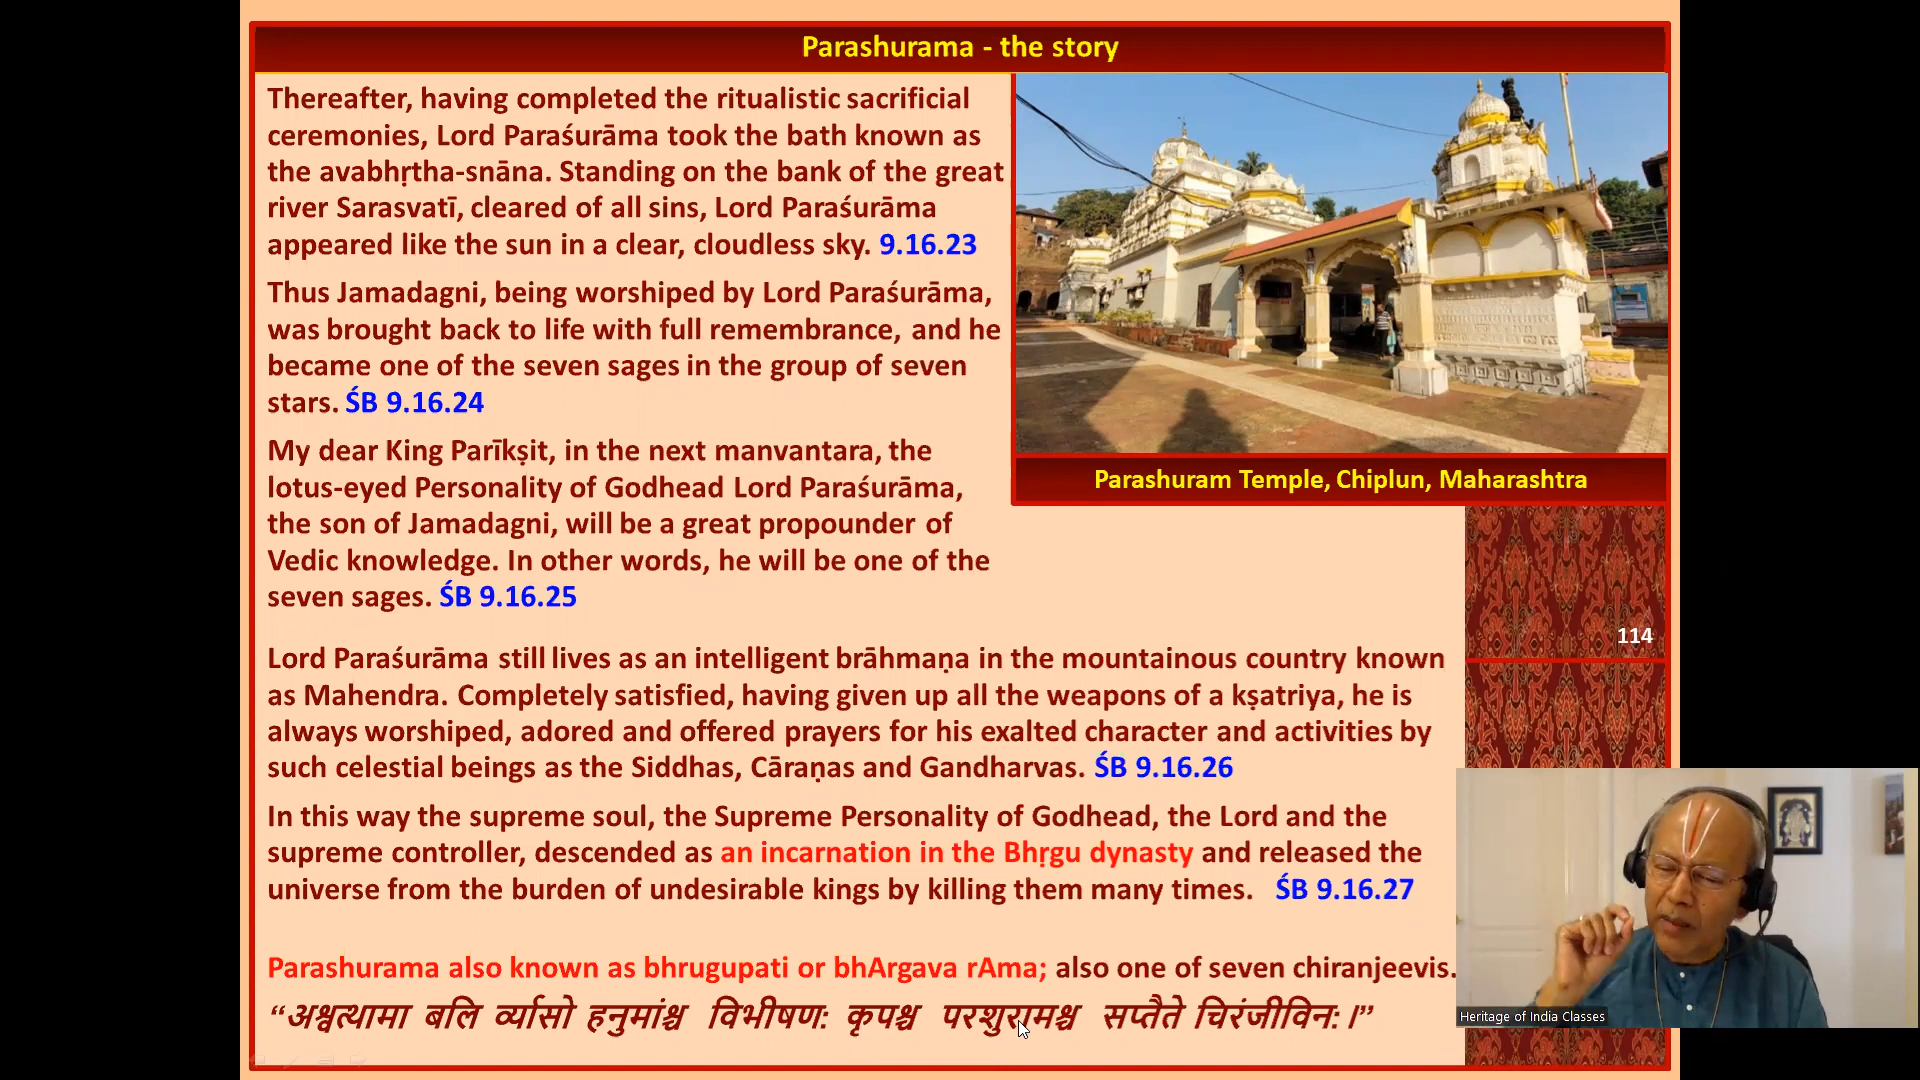 Parashurama - the story
Thereafter, having completed the ritualistic sacrificial
ceremonies, Lord Paraśurāma took the bath known as
the avabhṛtha-snāna. Standing on the bank of the great
river Sarasvatī, cleared of all sins, Lord Paraśurāma
appeared like the sun in a clear, cloudless sky. 9.16.23
Thus Jamadagni, being worshiped by Lord Paraśurāma,
was brought back to life with full remembrance, and he
became one of the seven sages in the group of seven
stars. ŚB 9.16.24
My dear King Parīkṣit, in the next manvantara, the
lotus-eyed Personality of Godhead Lord Paraśurāma,
the son of Jamadagni, will be a great propounder of
Vedic knowledge. In other words, he will be one of the
seven sages. ŚB 9.16.25
Parashuram Temple, Chiplun, Maharashtra
114
Lord Paraśurāma still lives as an intelligent brāhmaṇa in the mountainous country known
as Mahendra. Completely satisfied, having given up all the weapons of a kṣatriya, he is
always worshiped, adored and offered prayers for his exalted character and activities by
such celestial beings as the Siddhas, Cāraṇas and Gandharvas. ŚB 9.16.26
In this way the supreme soul, the Supreme Personality of Godhead, the Lord and the
supreme controller, descended as an incarnation in the Bhṛgu dynasty and released the
universe from the burden of undesirable kings by killing them many times. ŚB 9.16.27
Parashurama also known as bhrugupati or bhArgava rAma; also one of seven chiranjeevis.
“अश्वत्थामा बलि र्व्यासो हनुमांश्च विभीषण: कृपश्च परशुरामश्च सप्तैते चिरंजीविन: ।”
Heritage of India Classes